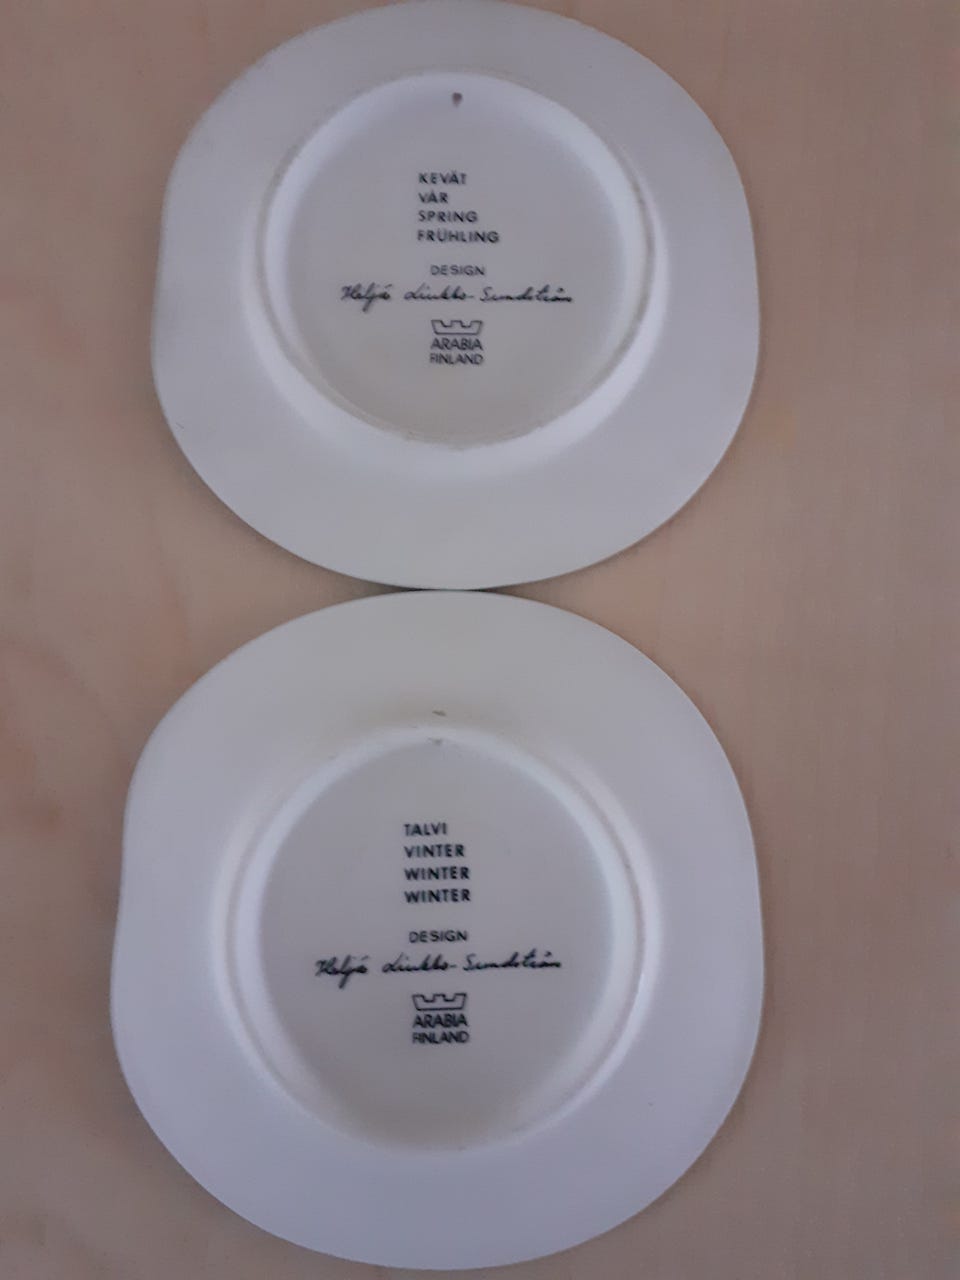 KEVÄT
VÅR
SPRING
FRÜHLING
DESIGN
Heljä Liukko-Sundström
ARABIA
FINLAND
TALVI
VINTER
WINTER
WINTER
DESIGN
Heljä Liukko-Sundström
ARABIA
FINLAND